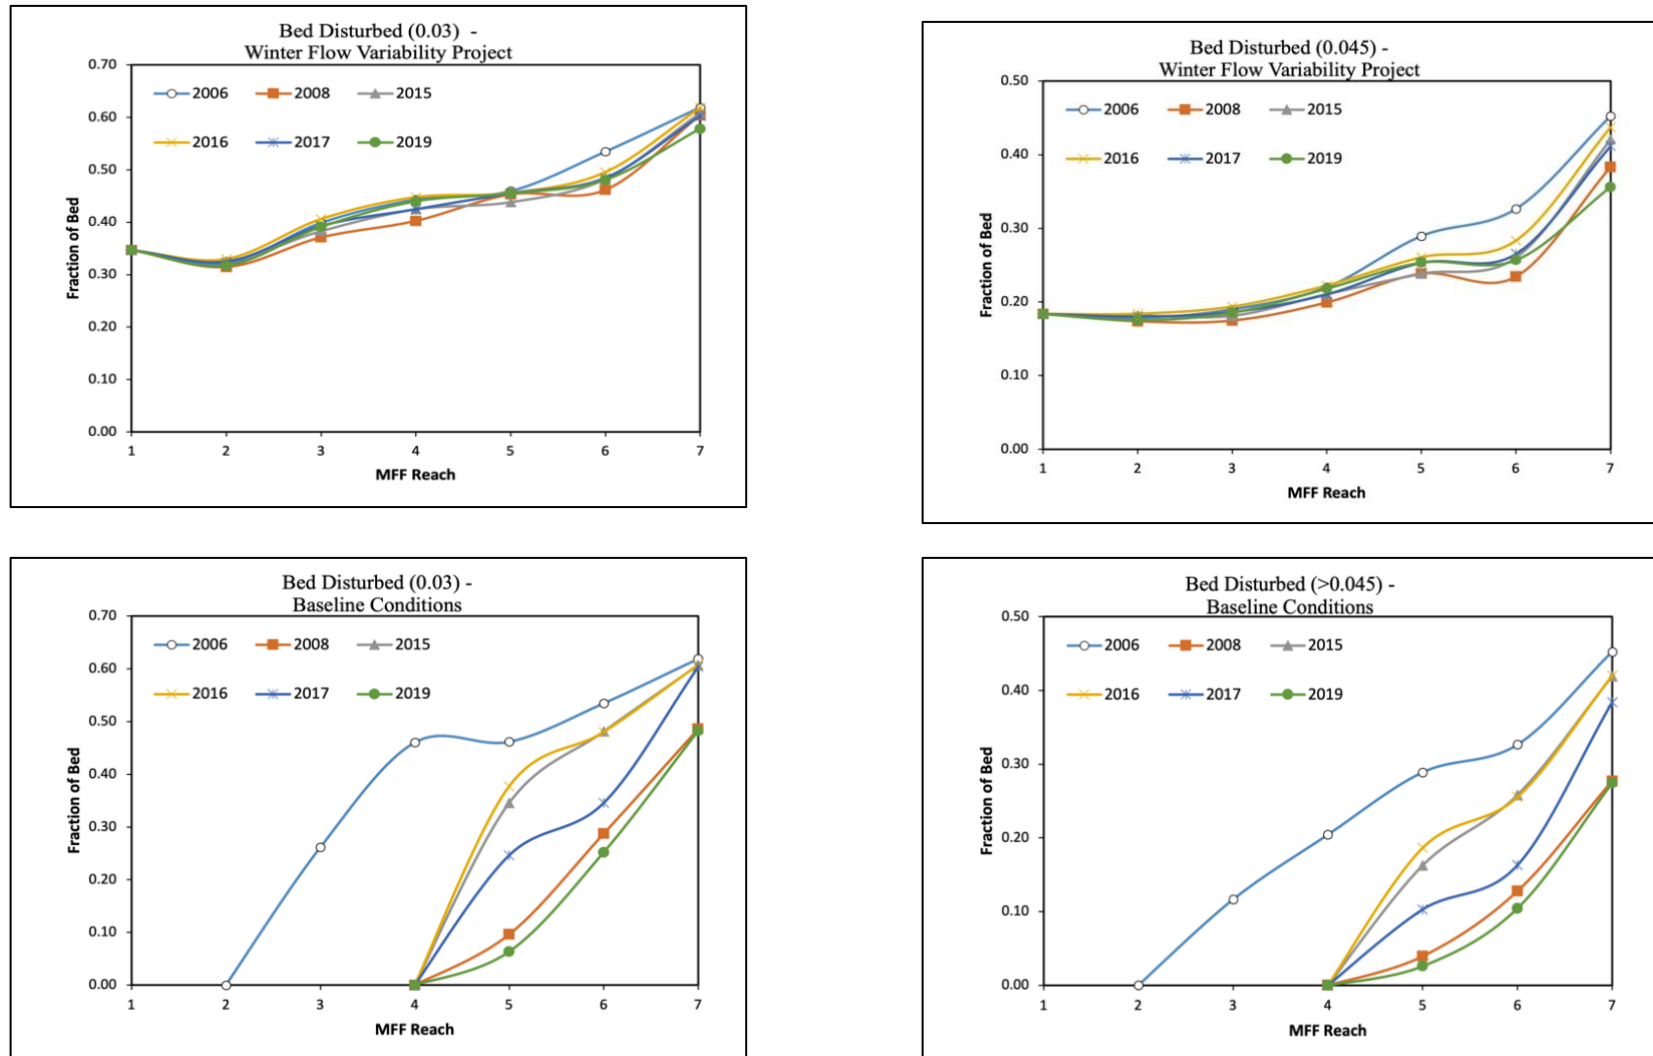 Bed Disturbed (0.03) -
Winter Flow Variability Project
0.70
0.60
0.50
0.40
0.30
0.20
0.10
0.00
Fraction of Bed
2006 2008 2015
2016 2017 2019
1 2 3 4 5 6 7
MFF Reach
Bed Disturbed (0.045) -
Winter Flow Variability Project
0.50
0.40
0.30
0.20
0.10
0.00
Fraction of Bed
2006 2008 2015
2016 2017 2019
1 2 3 4 5 6 7
MFF Reach
Bed Disturbed (0.03) -
Baseline Conditions
0.70
0.60
0.50
0.40
0.30
0.20
0.10
0.00
Fraction of Bed
2006 2008 2015
2016 2017 2019
1 2 3 4 5 6 7
MFF Reach
Bed Disturbed (>0.045) -
Baseline Conditions
0.50
0.40
0.30
0.20
0.10
0.00
Fraction of Bed
2006 2008 2015
2016 2017 2019
1 2 3 4 5 6 7
MFF Reach